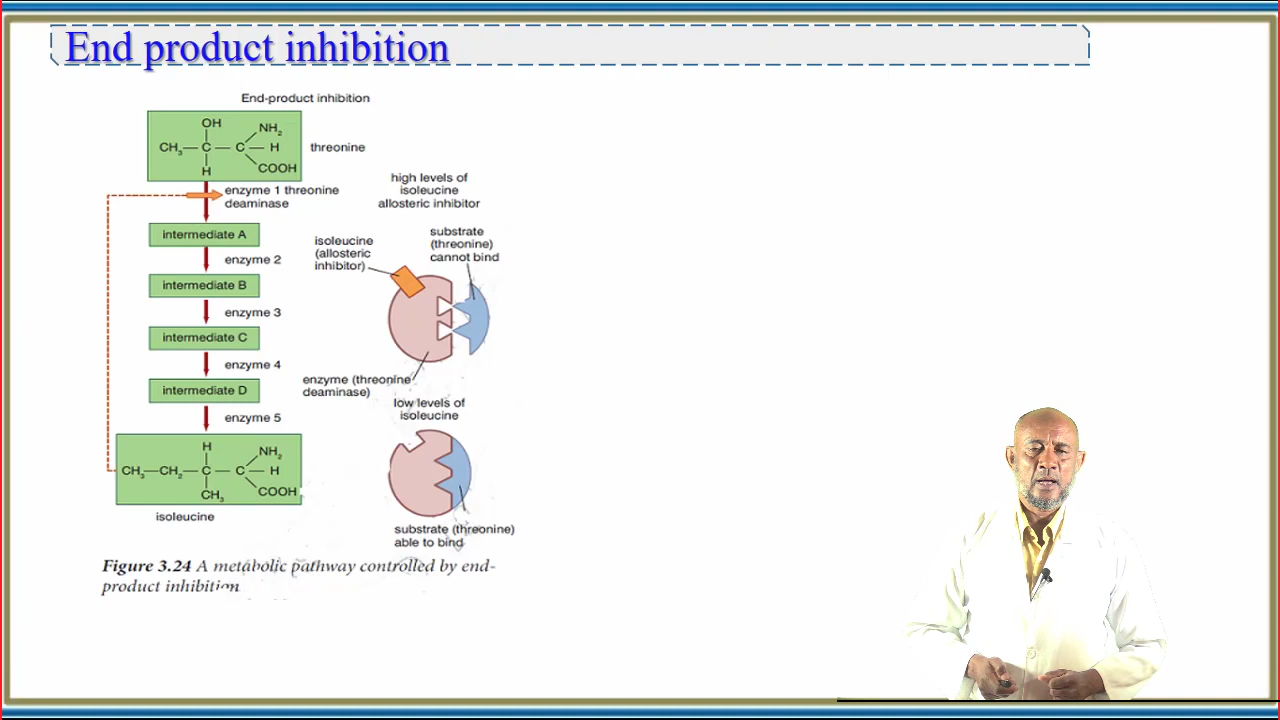 End product inhibition
End-product inhibition
OH
NH₂
CH₃—C—C—H
H
COOH
threonine
enzyme 1 threonine
deaminase
intermediate A
enzyme 2
intermediate B
enzyme 3
intermediate C
enzyme 4
intermediate D
enzyme 5
H
NH₂
CH₃—CH₂—C—C—H
CH₃
COOH
isoleucine
high levels of
isoleucine
allosteric inhibitor
isoleucine
(allosteric
inhibitor)
substrate
(threonine)
cannot bind
enzyme (threonine
deaminase)
low levels of
isoleucine
substrate (threonine)
able to bind
Figure 3.24 A metabolic pathway controlled by end-
product inhibition